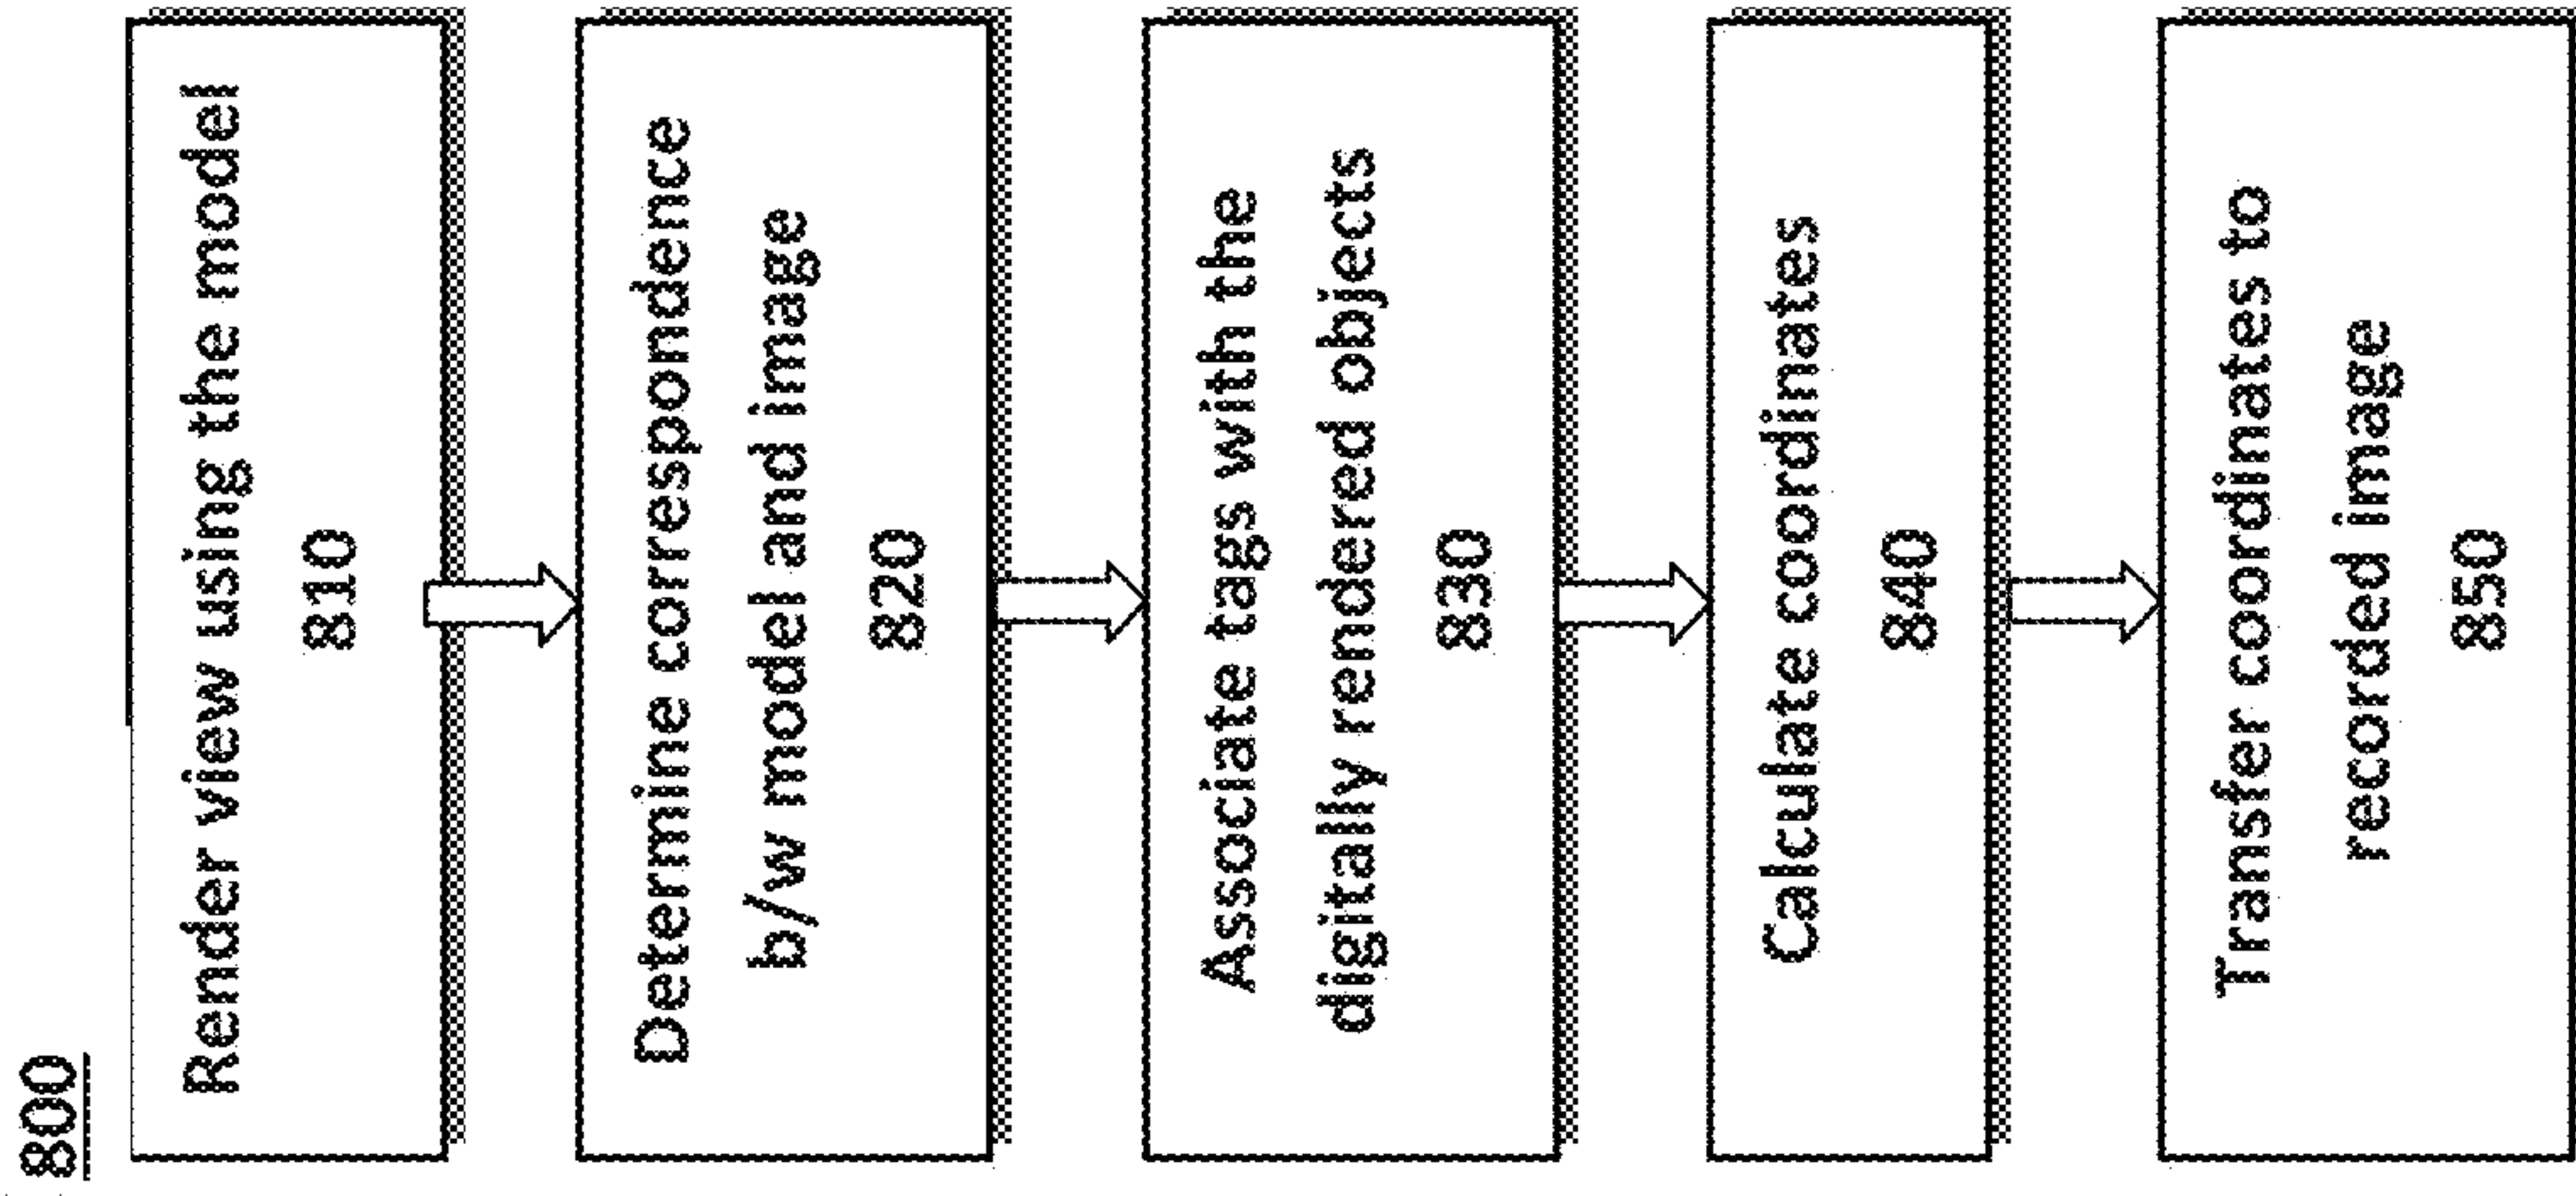 800
Render view using the model
810
Determine correspondence
b/w model and image
820
Associate tags with the
digitally rendered objects
830
Calculate coordinates
840
Transfer coordinates to
recorded image
850